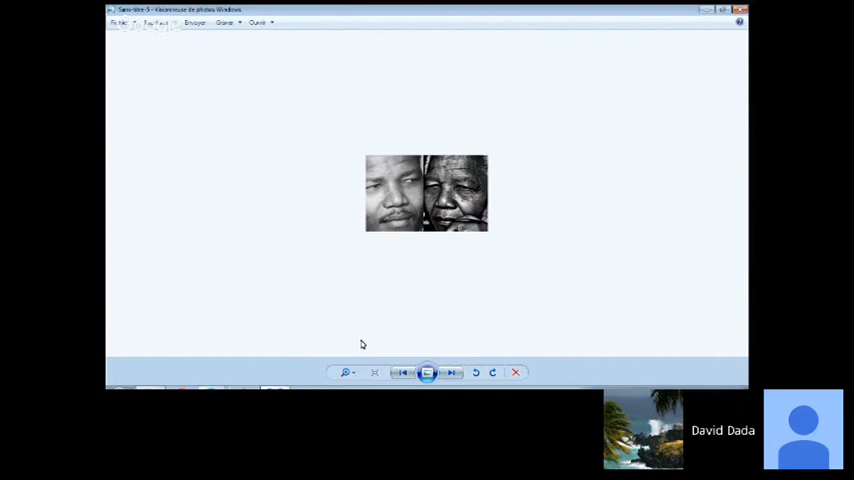 Sans-titre-5 - Visionneuse de photos Windows
Envoyer Graver Ouvrir
David Dada